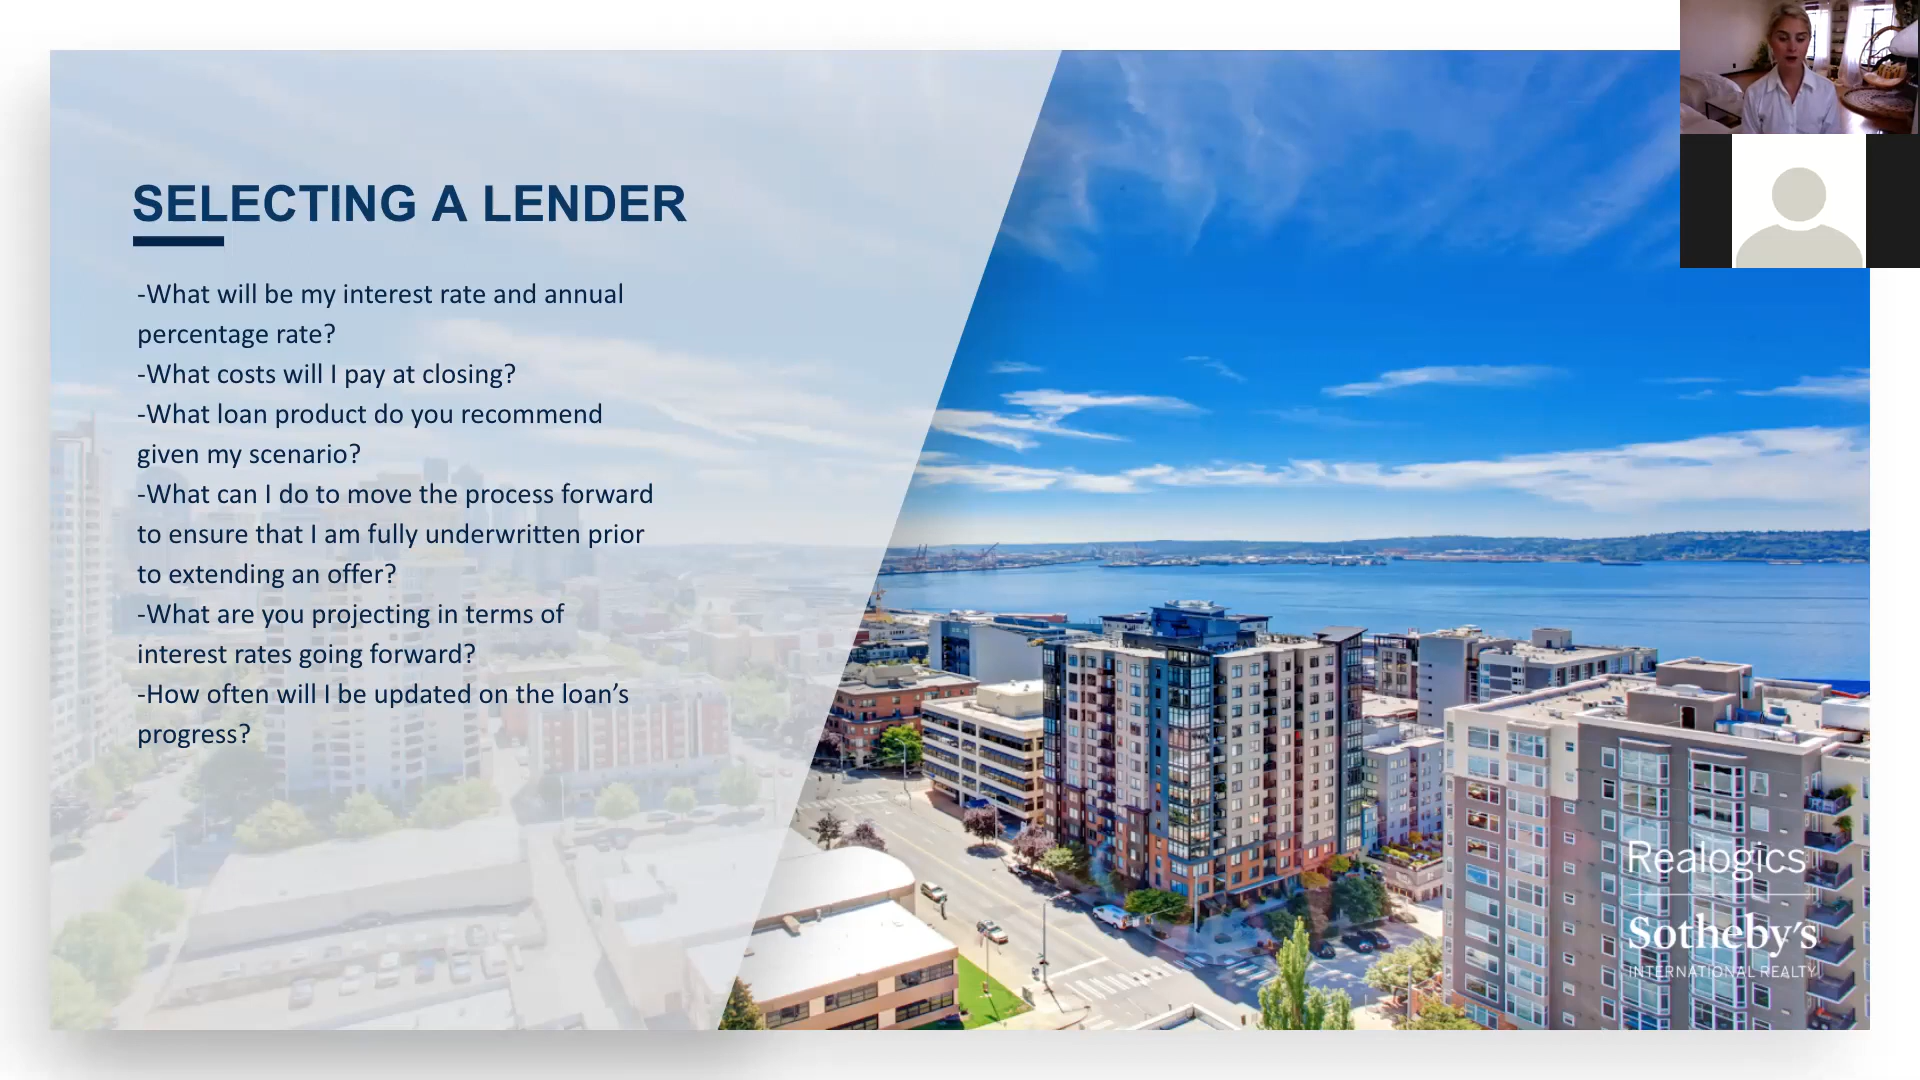 SELECTING A LENDER
-What will be my interest rate and annual
percentage rate?
-What costs will I pay at closing?
-What loan product do you recommend
given my scenario?
-What can I do to move the process forward
to ensure that I am fully underwritten prior
to extending an offer?
-What are you projecting in terms of
interest rates going forward?
-How often will I be updated on the loan’s
progress?
Realogics
Sotheby's
INTERNATIONAL REALTY